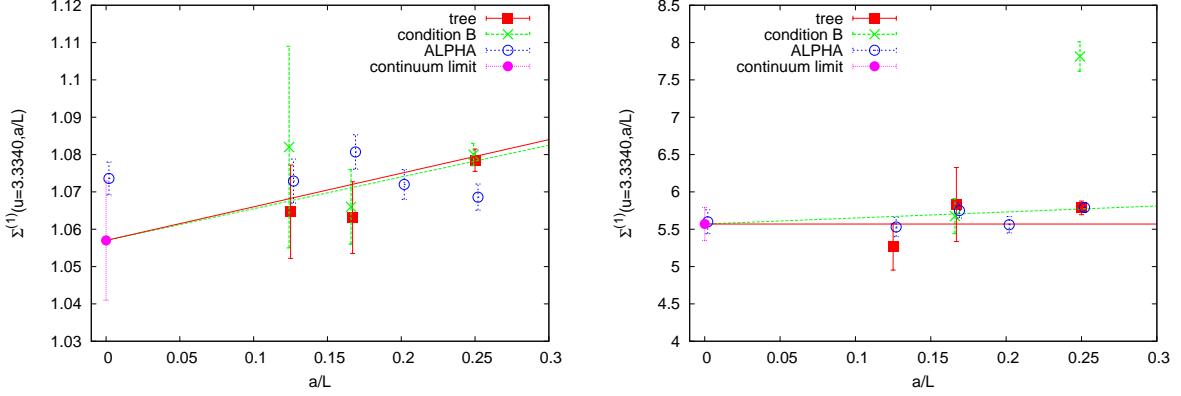 1.12
1.11
1.10
1.09
1.08
1.07
1.06
1.05
1.04
1.03
Σ(1)(u=3.3340,a/L)
tree
condition B
ALPHA
continuum limit
0 0.05 0.1 0.15 0.2 0.25 0.3
a/L
8.5
8
7.5
7
6.5
6
5.5
5
4.5
4
Σ(1)(u=3.3340,a/L)
tree
condition B
ALPHA
continuum limit
0 0.05 0.1 0.15 0.2 0.25 0.3
a/L